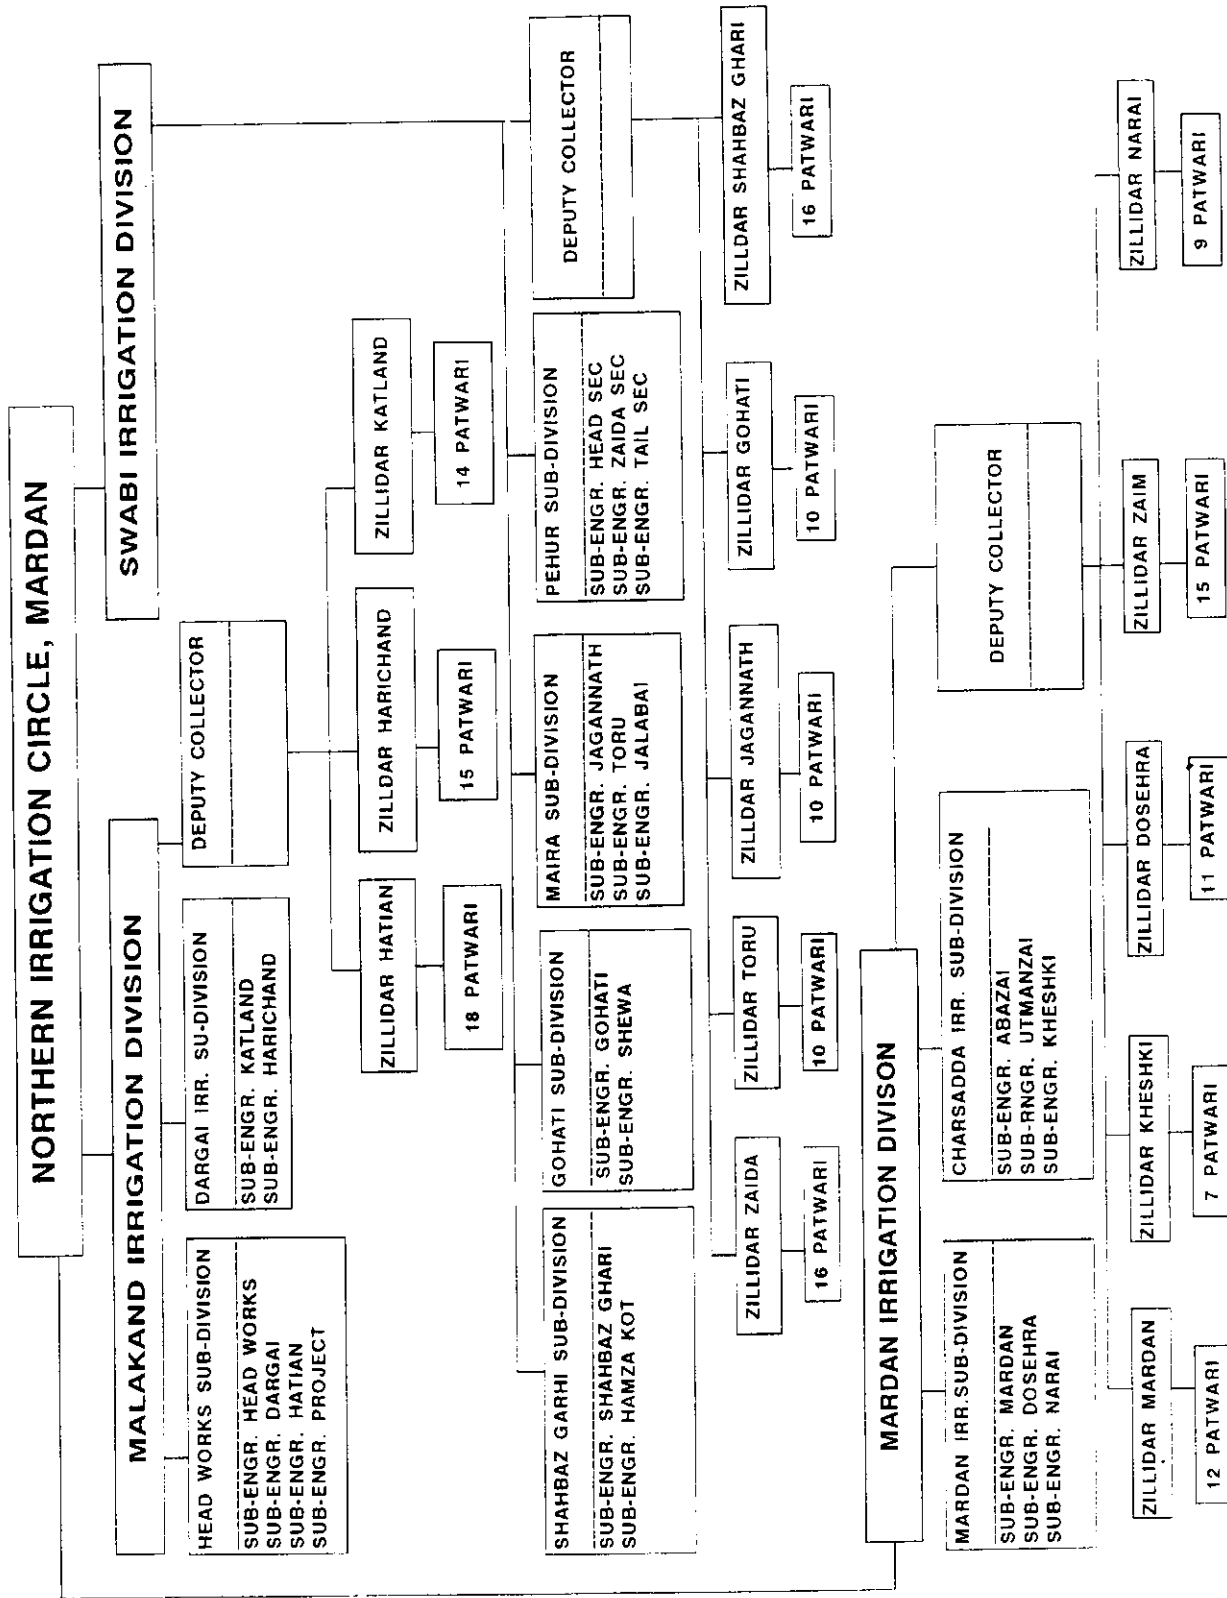 NORTHERN IRRIGATION CIRCLE, MARDAN
MALAKAND IRRIGATION DIVISION
SWABI IRRIGATION DIVISION
HEAD WORKS SUB-DIVISION
SUB-ENGR. HEAD WORKS
SUB-ENGR. DARGAI
SUB-ENGR. HATIAN
SUB-ENGR. PROJECT
DARGAI IRR. SU-DIVISION
SUB-ENGR. KATLAND
SUB-ENGR. HARICHAND
DEPUTY COLLECTOR
ZILLIDAR HATIAN
ZILLDAR HARICHAND
ZILLIDAR KATLAND
18 PATWARI
15 PATWARI
14 PATWARI
SHAHBAZ GARHI SUB-DIVISION
SUB-ENGR. SHAHBAZ GHARI
SUB-ENGR. HAMZA KOT
GOHATI SUB-DIVISION
SUB-ENGR. GOHATI
SUB-ENGR. SHEWA
MAIRA SUB-DIVISION
SUB-ENGR. JAGANNATH
SUB-ENGR. TORU
SUB-ENGR. JALABAI
PEHUR SUB-DIVISION
SUB-ENGR. HEAD SEC
SUB-ENGR. ZAIDA SEC
SUB-ENGR. TAIL SEC
DEPUTY COLLECTOR
ZILLIDAR ZAIDA
ZILLIDAR TORU
ZILLDAR JAGANNATH
ZILLIDAR GOHATI
ZILLDAR SHAHBAZ GHARI
16 PATWARI
10 PATWARI
10 PATWARI
10 PATWARI
16 PATWARI
MARDAN IRRIGATION DIVISON
MARDAN IRR.SUB-DIVISION
SUB-ENGR. MARDAN
SUB-ENGR. DOSEHRA
SUB-ENGR. NARAI
CHARSADDA IRR. SUB-DIVISION
SUB-ENGR. ABAZAI
SUB-RNGR. UTMANZAI
SUB-ENGR. KHESHKI
DEPUTY COLLECTOR
ZILLIDAR MARDAN
ZILLIDAR KHESHKI
ZILLIDAR DOSEHRA
ZILLIDAR ZAIM
ZILLIDAR NARAI
12 PATWARI
7 PATWARI
11 PATWARI
15 PATWARI
9 PATWARI